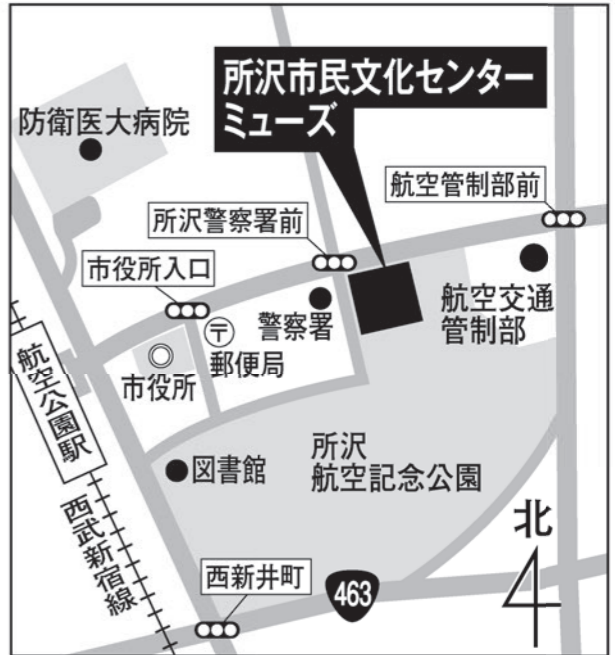 所沢市民文化センター
ミューズ
防衛医大病院
航空管制部前
所沢警察署前
市役所入口
航空交通
管制部
警察署
〒
郵便局
市役所
航空公園駅
図書館
所沢
航空記念公園
西武新宿線
北
西新井町
463